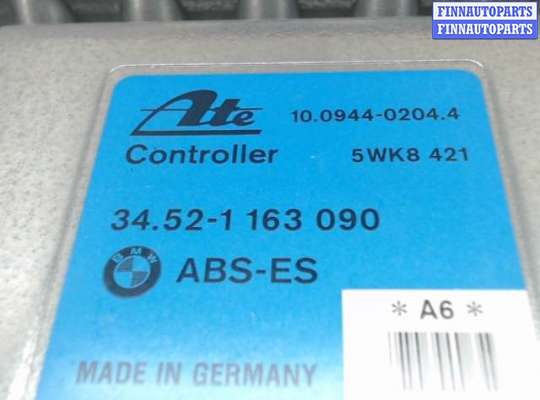 FINNAUTOPARTS
FINNAUTOPARTS
Ate 10.0944-0204.4
Controller 5WK8 421
34.52-1 163 090
BMW ABS-ES
* A6 *
MADE IN GERMANY